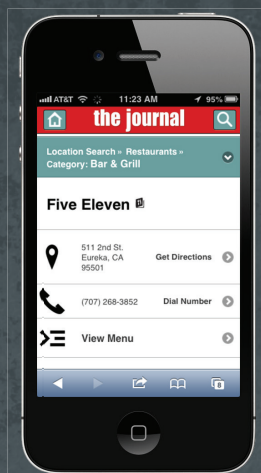 AT&T 11:23 AM 95%
the journal
Location Search » Restaurants »
Category: Bar & Grill
Five Eleven
511 2nd St.
Eureka, CA
95501
Get Directions
(707) 268-3852
Dial Number
View Menu
8